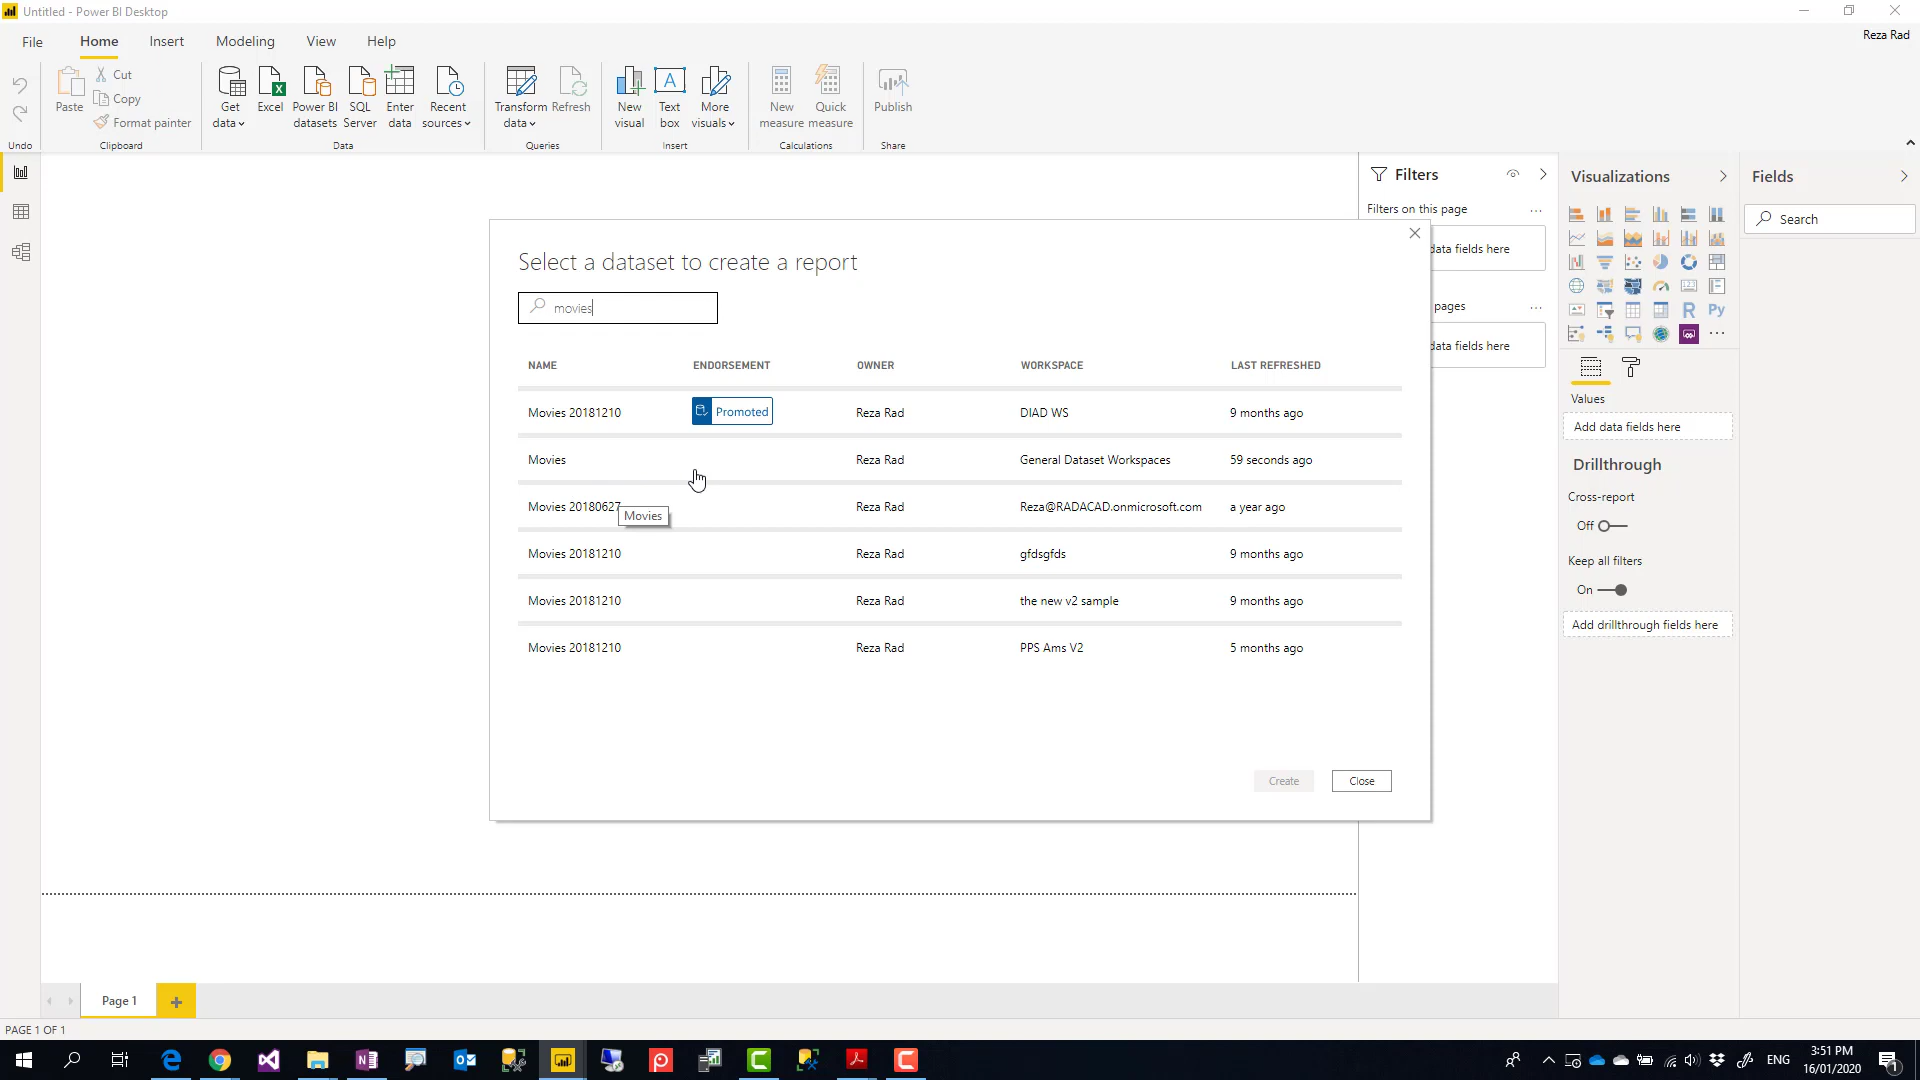 Untitled - Power BI Desktop
Reza Rad
File Home Insert Modeling View Help
Paste
Cut
Copy
Format painter
Get data
Excel
Power BI datasets
SQL Server
Enter data
Recent sources
Transform data
Refresh
New visual
A
Text box
More visuals
New measure
Quick measure
Publish
Undo
Clipboard
Data
Queries
Insert
Calculations
Share
Filters
Filters on this page
...
data fields here
pages
...
data fields here
Visualizations
R
Py
...
Values
Add data fields here
Drillthrough
Cross-report
Off
Keep all filters
On
Add drillthrough fields here
Fields
Search
Select a dataset to create a report
movies
NAME ENDORSEMENT OWNER WORKSPACE LAST REFRESHED
Movies 20181210 Promoted Reza Rad DIAD WS 9 months ago
Movies Reza Rad General Dataset Workspaces 59 seconds ago
Movies 20180627 Reza Rad Reza@RADACAD.onmicrosoft.com a year ago
Movies
Movies 20181210 Reza Rad gfdsgfds 9 months ago
Movies 20181210 Reza Rad the new v2 sample 9 months ago
Movies 20181210 Reza Rad PPS Ams V2 5 months ago
Create Close
Page 1
+
PAGE 1 OF 1
ENG
3:51 PM
16/01/2020
1